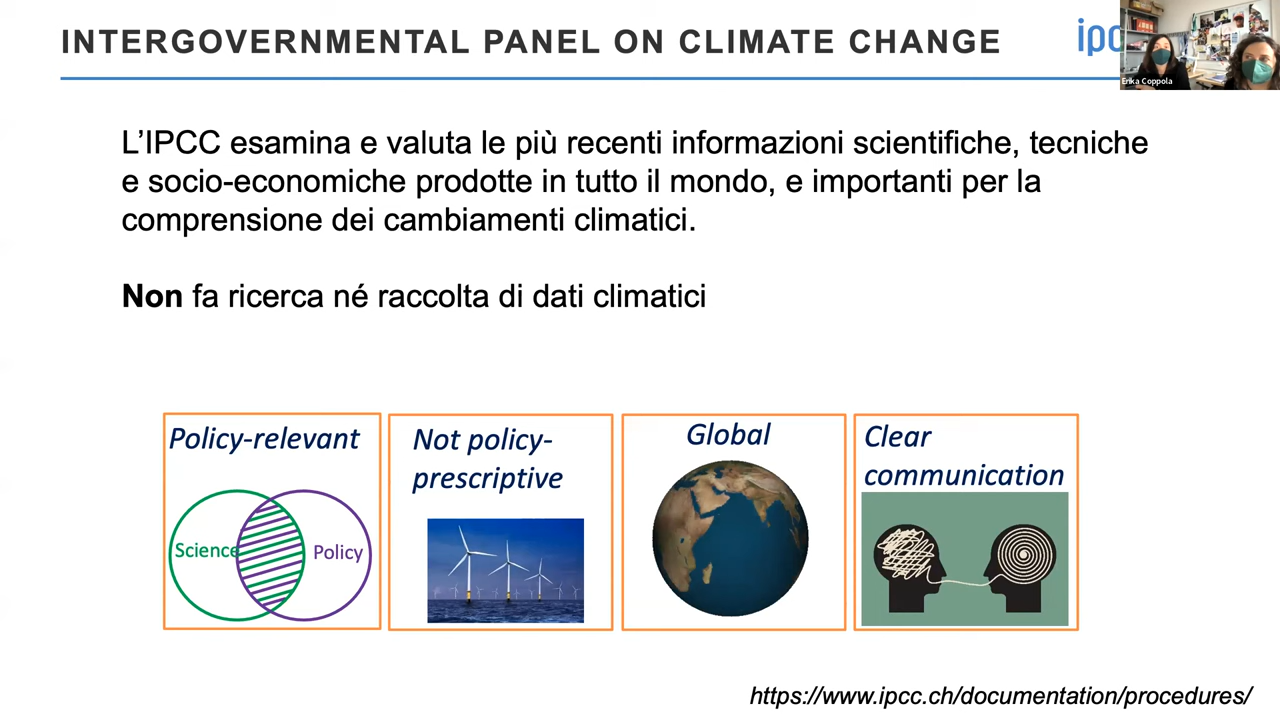 INTERGOVERNMENTAL PANEL ON CLIMATE CHANGE
ipc
Erika Coppola
L’IPCC esamina e valuta le più recenti informazioni scientifiche, tecniche
e socio-economiche prodotte in tutto il mondo, e importanti per la
comprensione dei cambiamenti climatici.
Non fa ricerca né raccolta di dati climatici
Policy-relevant
Science
Policy
Not policy-
prescriptive
Global
Clear
communication
https://www.ipcc.ch/documentation/procedures/